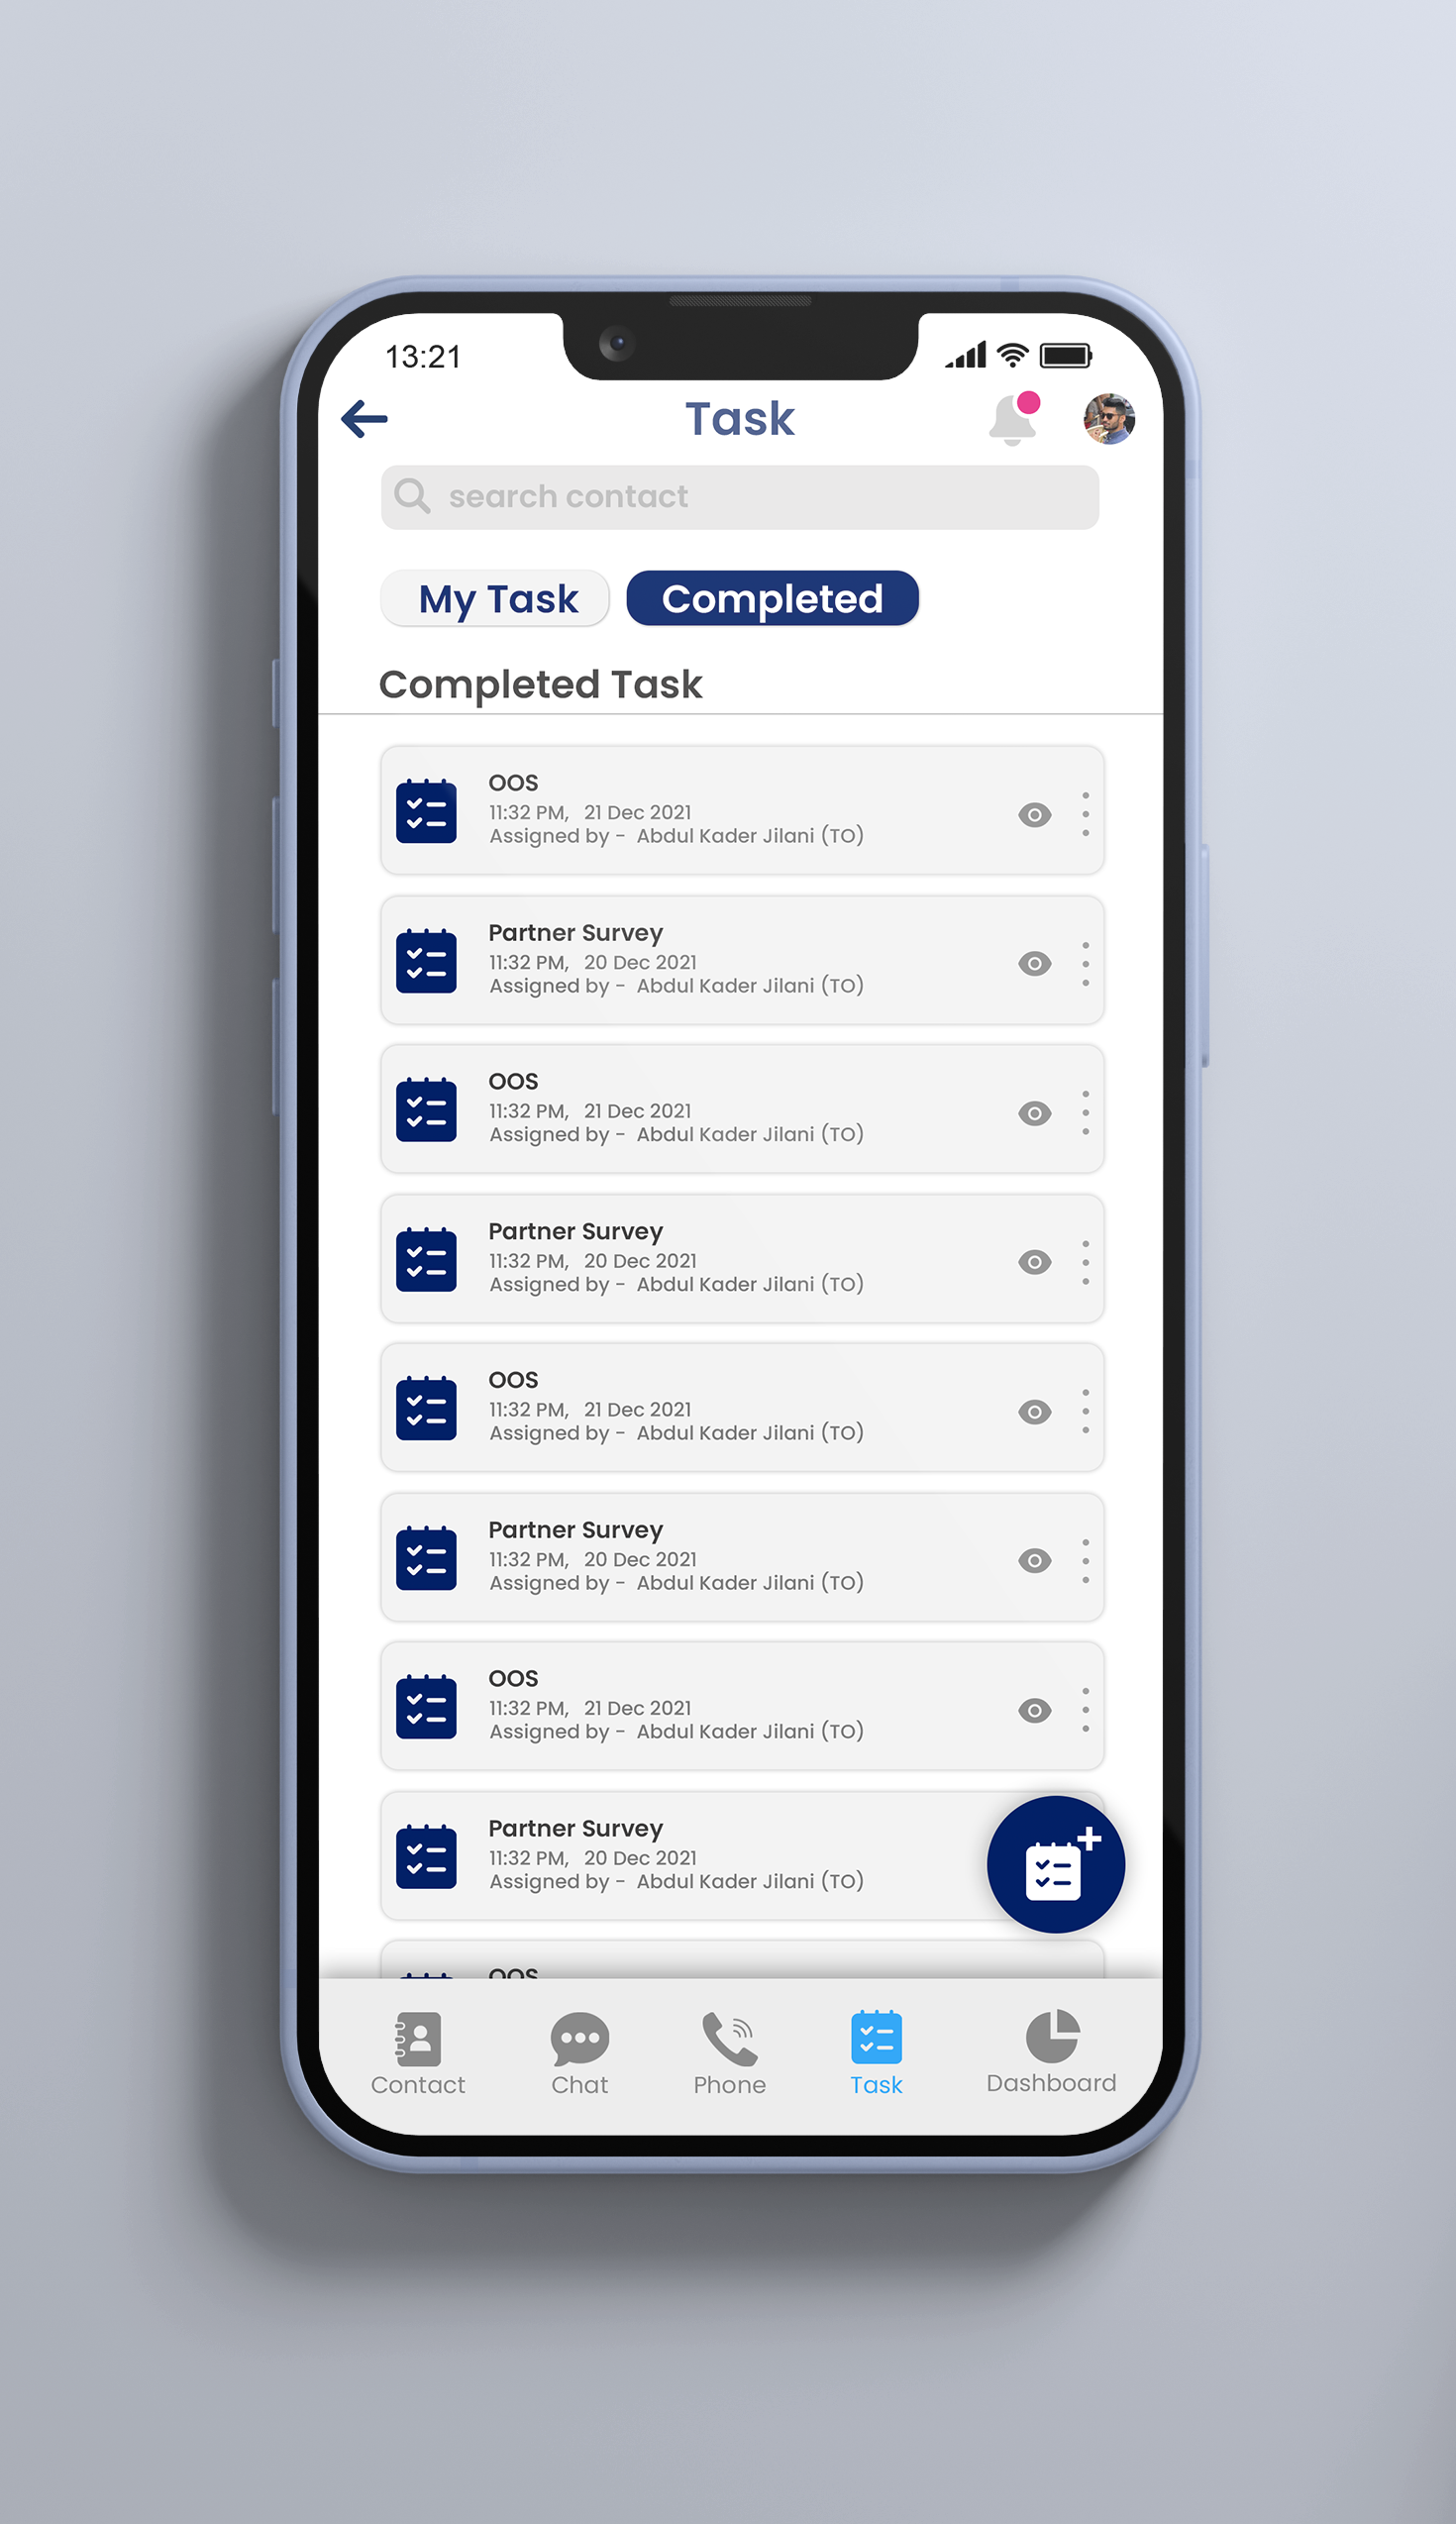 13:21
Task
search contact
My Task
Completed
Completed Task
OOS
11:32 PM, 21 Dec 2021
Assigned by - Abdul Kader Jilani (TO)
Partner Survey
11:32 PM, 20 Dec 2021
Assigned by - Abdul Kader Jilani (TO)
OOS
11:32 PM, 21 Dec 2021
Assigned by - Abdul Kader Jilani (TO)
Partner Survey
11:32 PM, 20 Dec 2021
Assigned by - Abdul Kader Jilani (TO)
OOS
11:32 PM, 21 Dec 2021
Assigned by - Abdul Kader Jilani (TO)
Partner Survey
11:32 PM, 20 Dec 2021
Assigned by - Abdul Kader Jilani (TO)
OOS
11:32 PM, 21 Dec 2021
Assigned by - Abdul Kader Jilani (TO)
Partner Survey
11:32 PM, 20 Dec 2021
Assigned by - Abdul Kader Jilani (TO)
OOS
Contact
Chat
Phone
Task
Dashboard